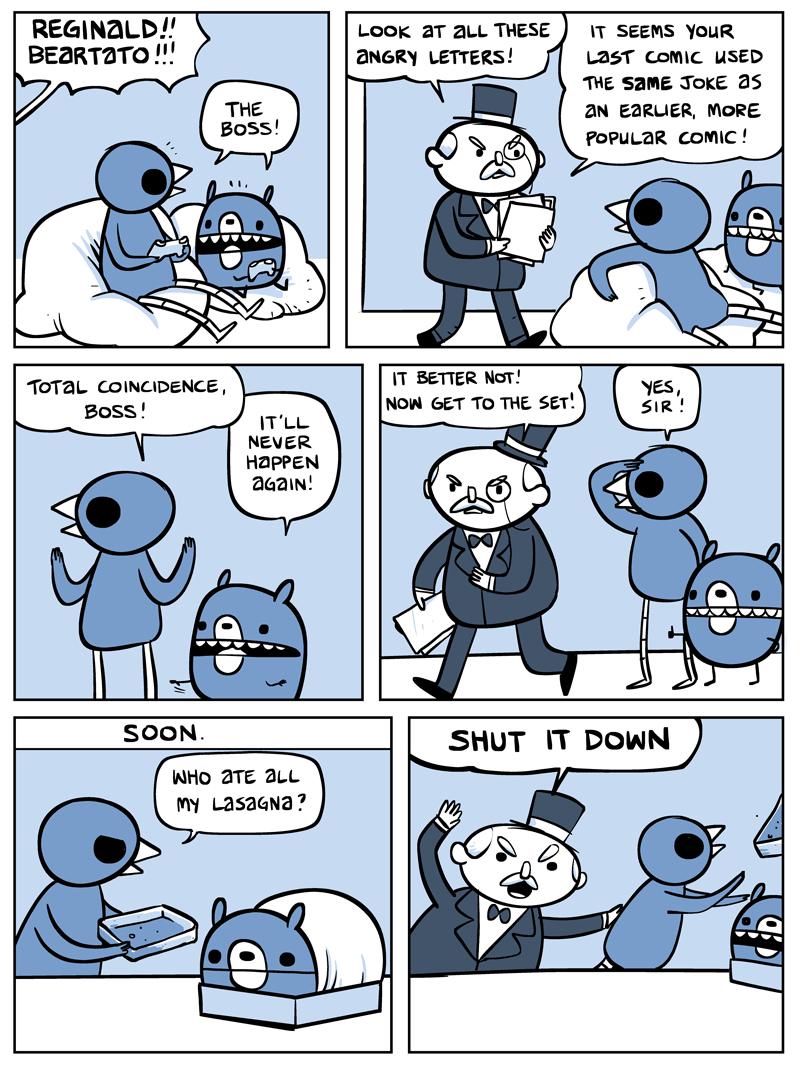 REGINALD!!
BEARTATO!!!
THE
BOSS!
LOOK AT ALL THESE
ANGRY LETTERS!
IT SEEMS YOUR
LAST COMIC USED
THE SAME JOKE AS
AN EARLIER, MORE
POPULAR COMIC!
TOTAL COINCIDENCE,
BOSS!
IT'LL
NEVER
HAPPEN
AGAIN!
IT BETTER NOT!
NOW GET TO THE SET!
YES,
SIR!
SOON.
WHO ATE ALL
MY LASAGNA?
SHUT IT DOWN